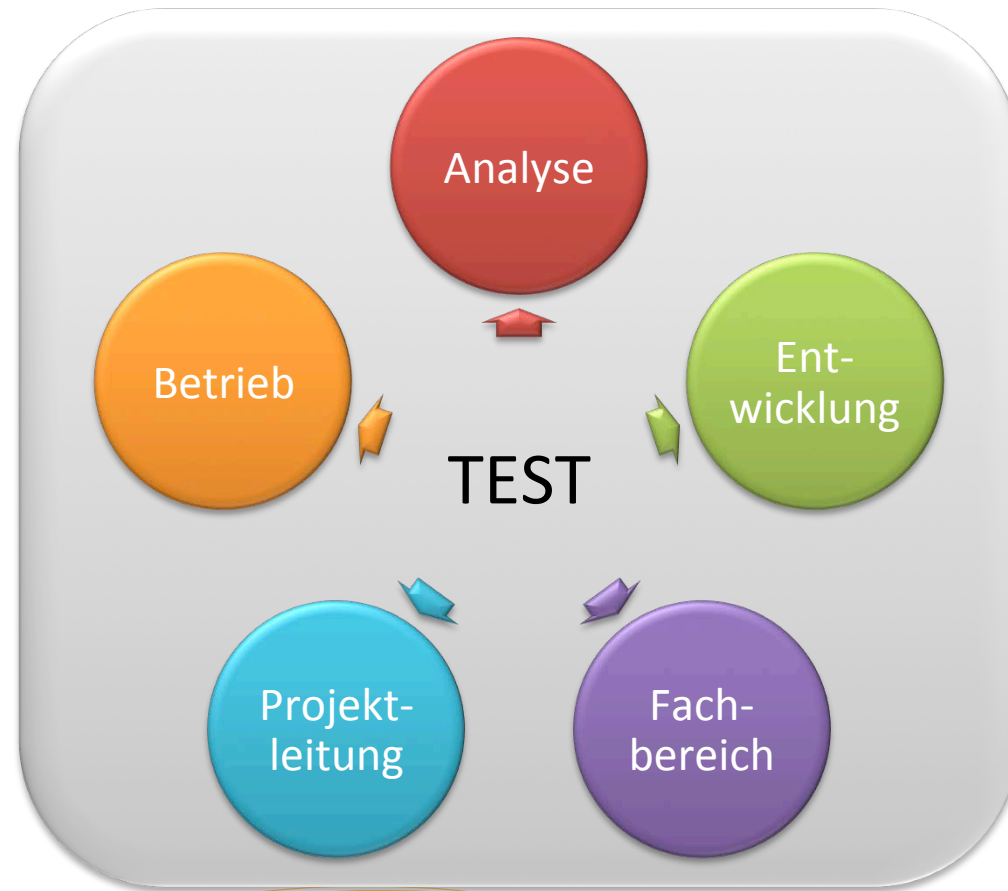 Analyse
Betrieb
Ent-
wicklung
TEST
Projekt-
leitung
Fach-
bereich